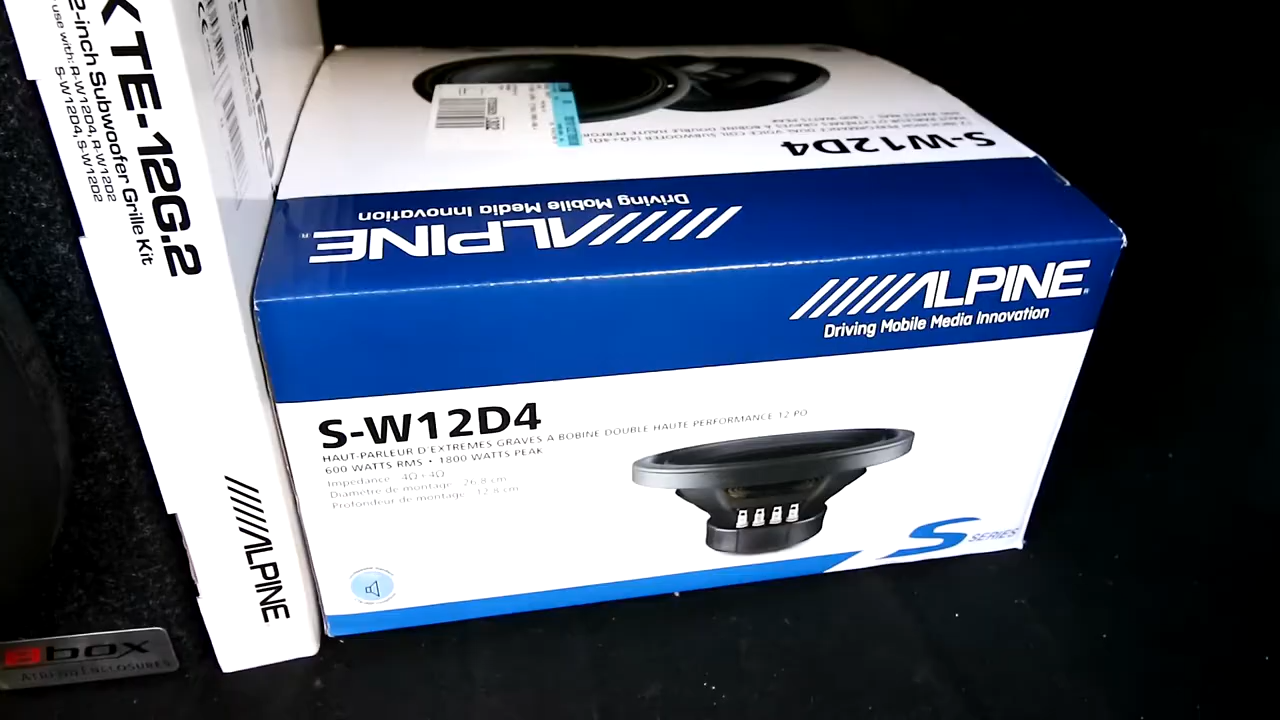 KTE-12G.2
2-inch Subwoofer Grille Kit
use with: R-W12D4, R-W12D2
S-W12D4, S-W12D2
ALPINE
S-W12D4
ALPINE
Driving Mobile Media Innovation
ALPINE
Driving Mobile Media Innovation
S-W12D4
HAUT-PARLEUR D'EXTREMES GRAVES A BOBINE DOUBLE HAUTE PERFORMANCE 12 PO
600 WATTS RMS • 1800 WATTS PEAK
Impedance : 4Ω + 4Ω
Diametre de montage : 26.8 cm
Profondeur de montage : 12.8 cm
S SERIES
box
ENCLOSURES